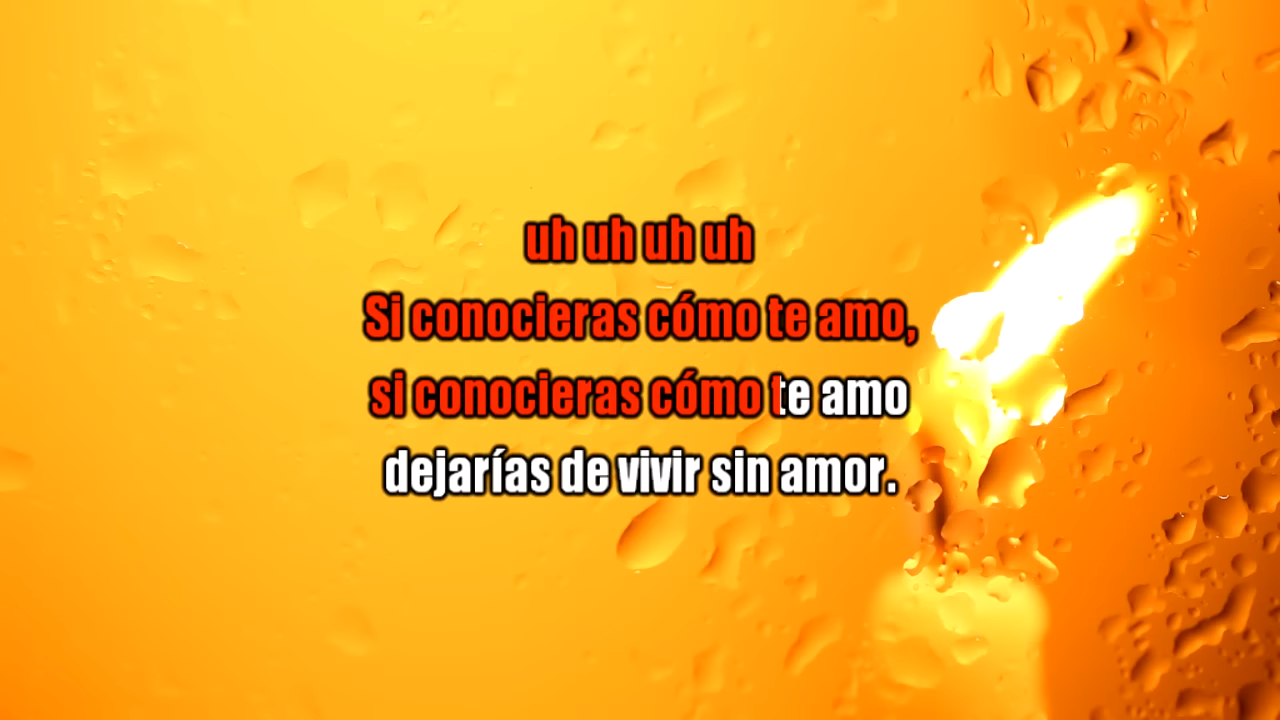 uh uh uh uh
Si conocieras cómo te amo,
si conocieras cómo te amo
dejarías de vivir sin amor.